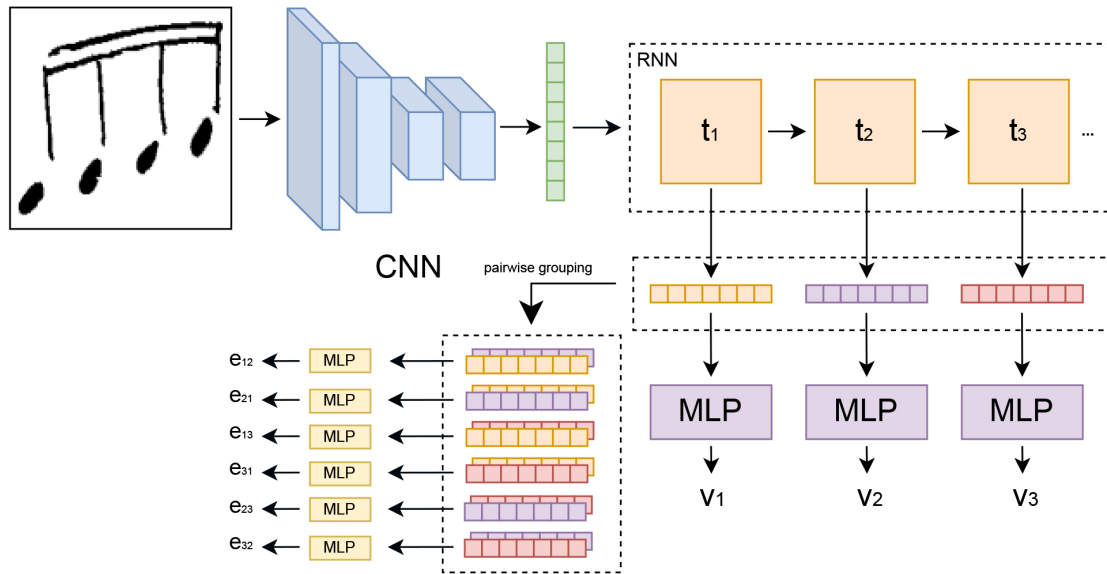 RNN
t₁ t₂ t₃ ...
CNN
pairwise grouping
e₁₂ MLP
e₂₁ MLP
e₁₃ MLP
e₃₁ MLP
e₂₃ MLP
e₃₂ MLP
MLP MLP MLP
v₁ v₂ v₃